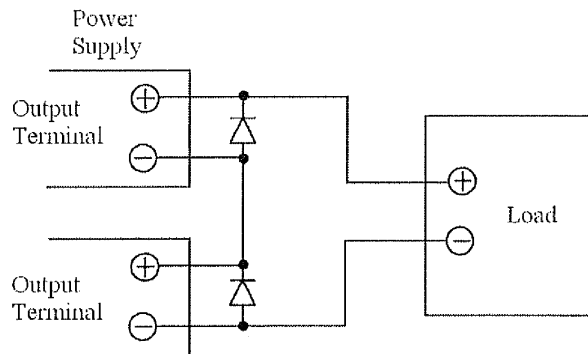 Power
Supply
Output
Terminal
+
−
Load
+
−
Output
Terminal
+
−